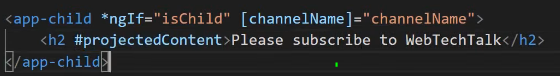 <app-child *ngIf="isChild" [channelName]="channelName">
<h2 #projectedContent>Please subscribe to WebTechTalk</h2>
</app-child>